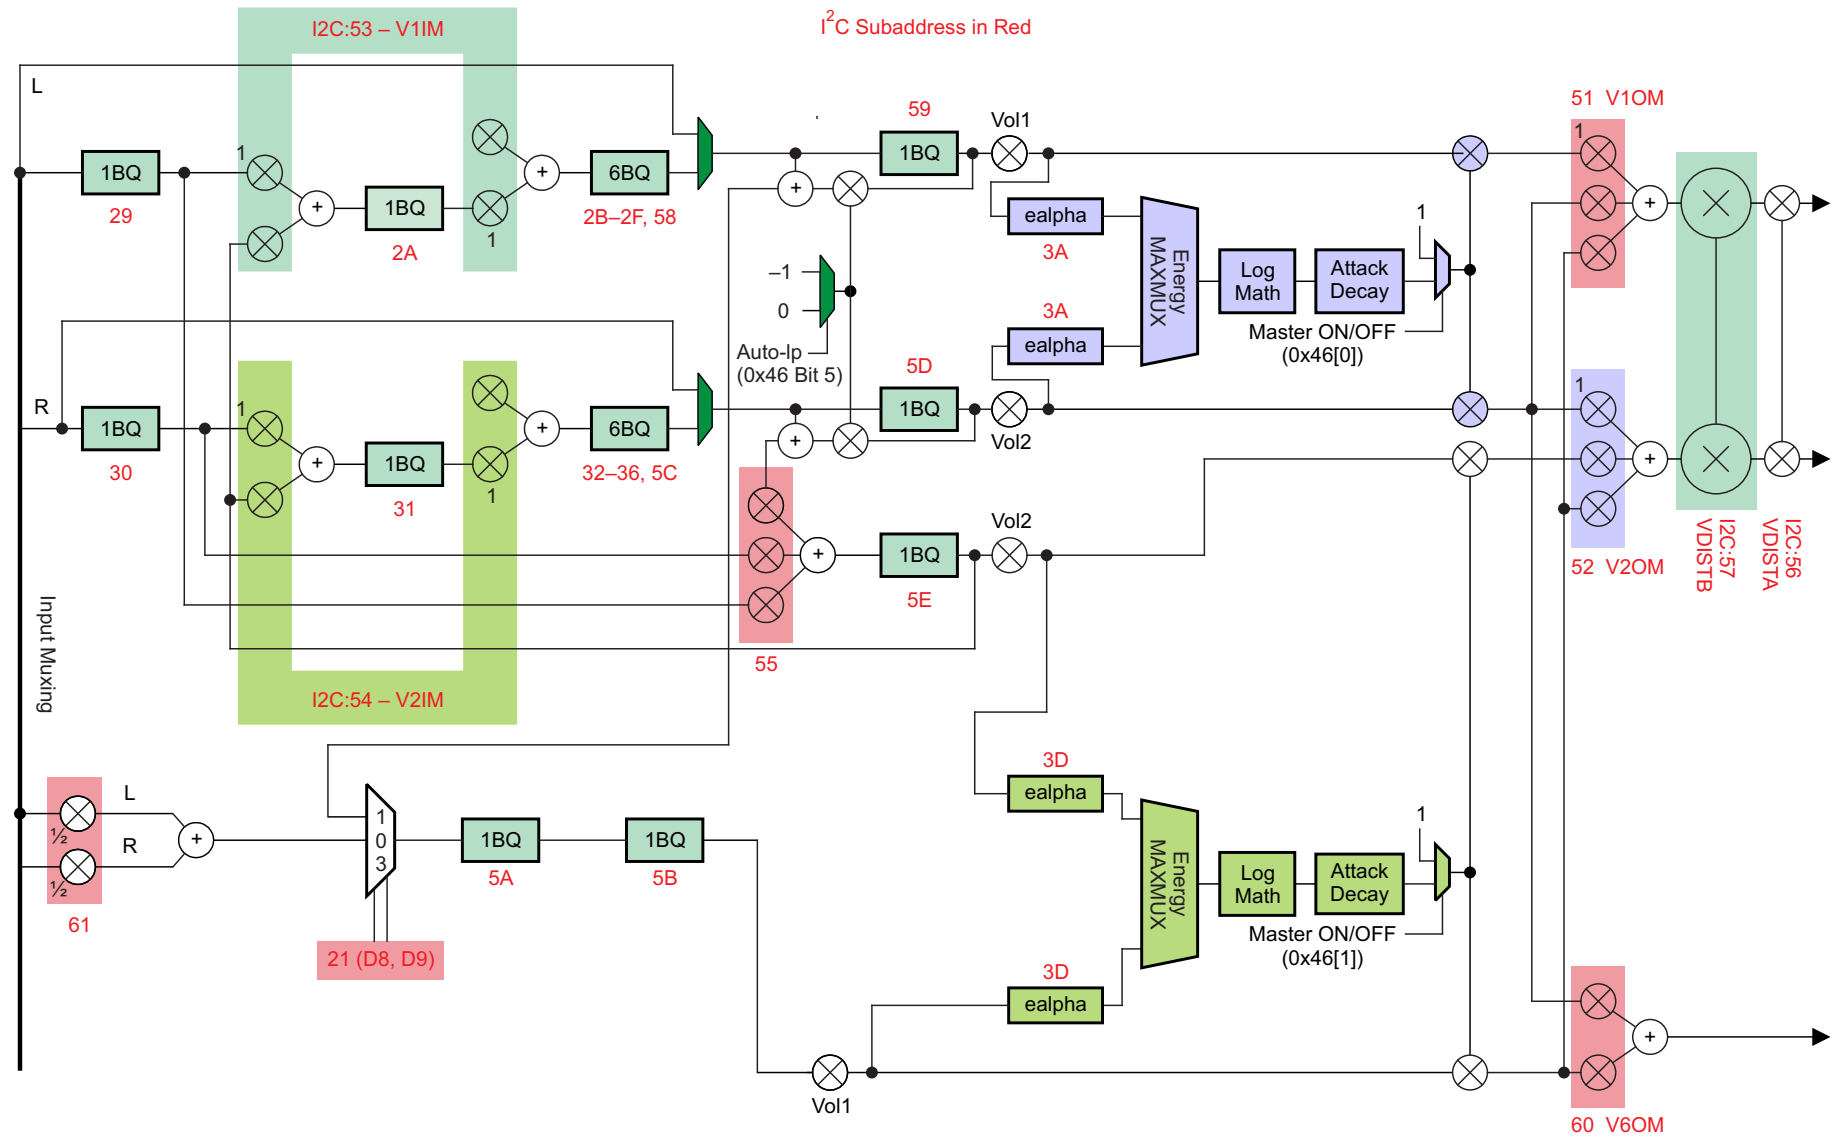 I2C:53 – V1IM
I²C Subaddress in Red
L
1BQ
29
1
+
1BQ
2A
1
+
6BQ
2B–2F, 58
+
59
1BQ
Vol1
ealpha
3A
–1
0
Auto-lp
(0x46 Bit 5)
3A
ealpha
Energy
MAXMUX
Log
Math
Attack
Decay
1
Master ON/OFF
(0x46[0])
51 V1OM
1
+
R
1BQ
30
1
+
1BQ
31
1
+
6BQ
32–36, 5C
+
5D
1BQ
Vol2
1
+
52 V2OM
I2C:57
VDISTB
I2C:56
VDISTA
55
+
1BQ
5E
Vol2
I2C:54 – V2IM
Input Muxing
L
½
R
½
61
+
1
0
3
21 (D8, D9)
1BQ
5A
1BQ
5B
Vol1
3D
ealpha
3D
ealpha
Energy
MAXMUX
Log
Math
Attack
Decay
1
Master ON/OFF
(0x46[1])
+
60 V6OM